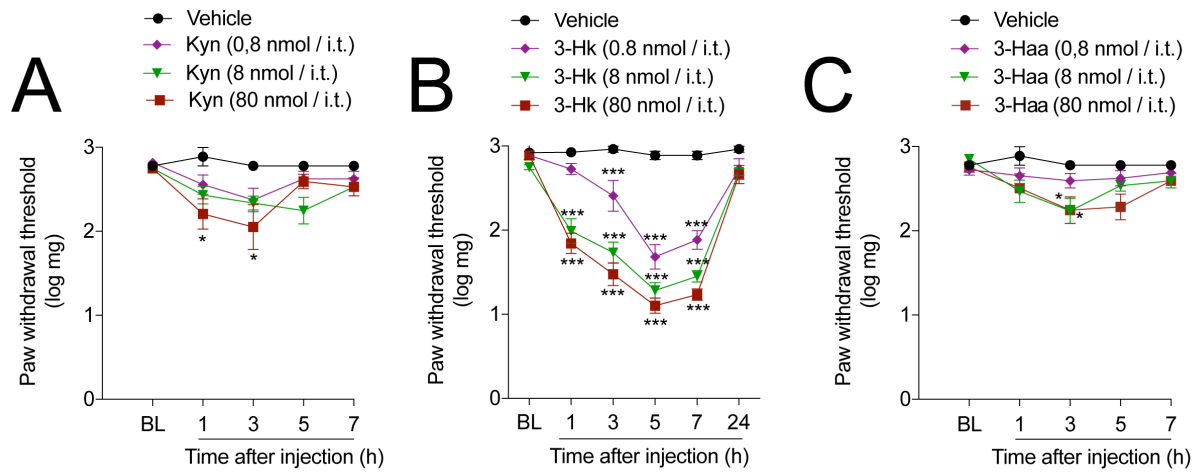 A
Vehicle
Kyn (0,8 nmol / i.t.)
Kyn (8 nmol / i.t.)
Kyn (80 nmol / i.t.)
Paw withdrawal threshold
(log mg)
3
2
1
0
*
*
BL 1 3 5 7
Time after injection (h)
B
Vehicle
3-Hk (0.8 nmol / i.t.)
3-Hk (8 nmol / i.t.)
3-Hk (80 nmol / i.t.)
Paw withdrawal threshold
(log mg)
3
2
1
0
***
*** *** *** ***
*** *** *** ***
*** ***
BL 1 3 5 7 24
Time after injection (h)
C
Vehicle
3-Haa (0,8 nmol / i.t.)
3-Haa (8 nmol / i.t.)
3-Haa (80 nmol / i.t.)
Paw withdrawal threshold
(log mg)
3
2
1
0
*
*
BL 1 3 5 7
Time after injection (h)